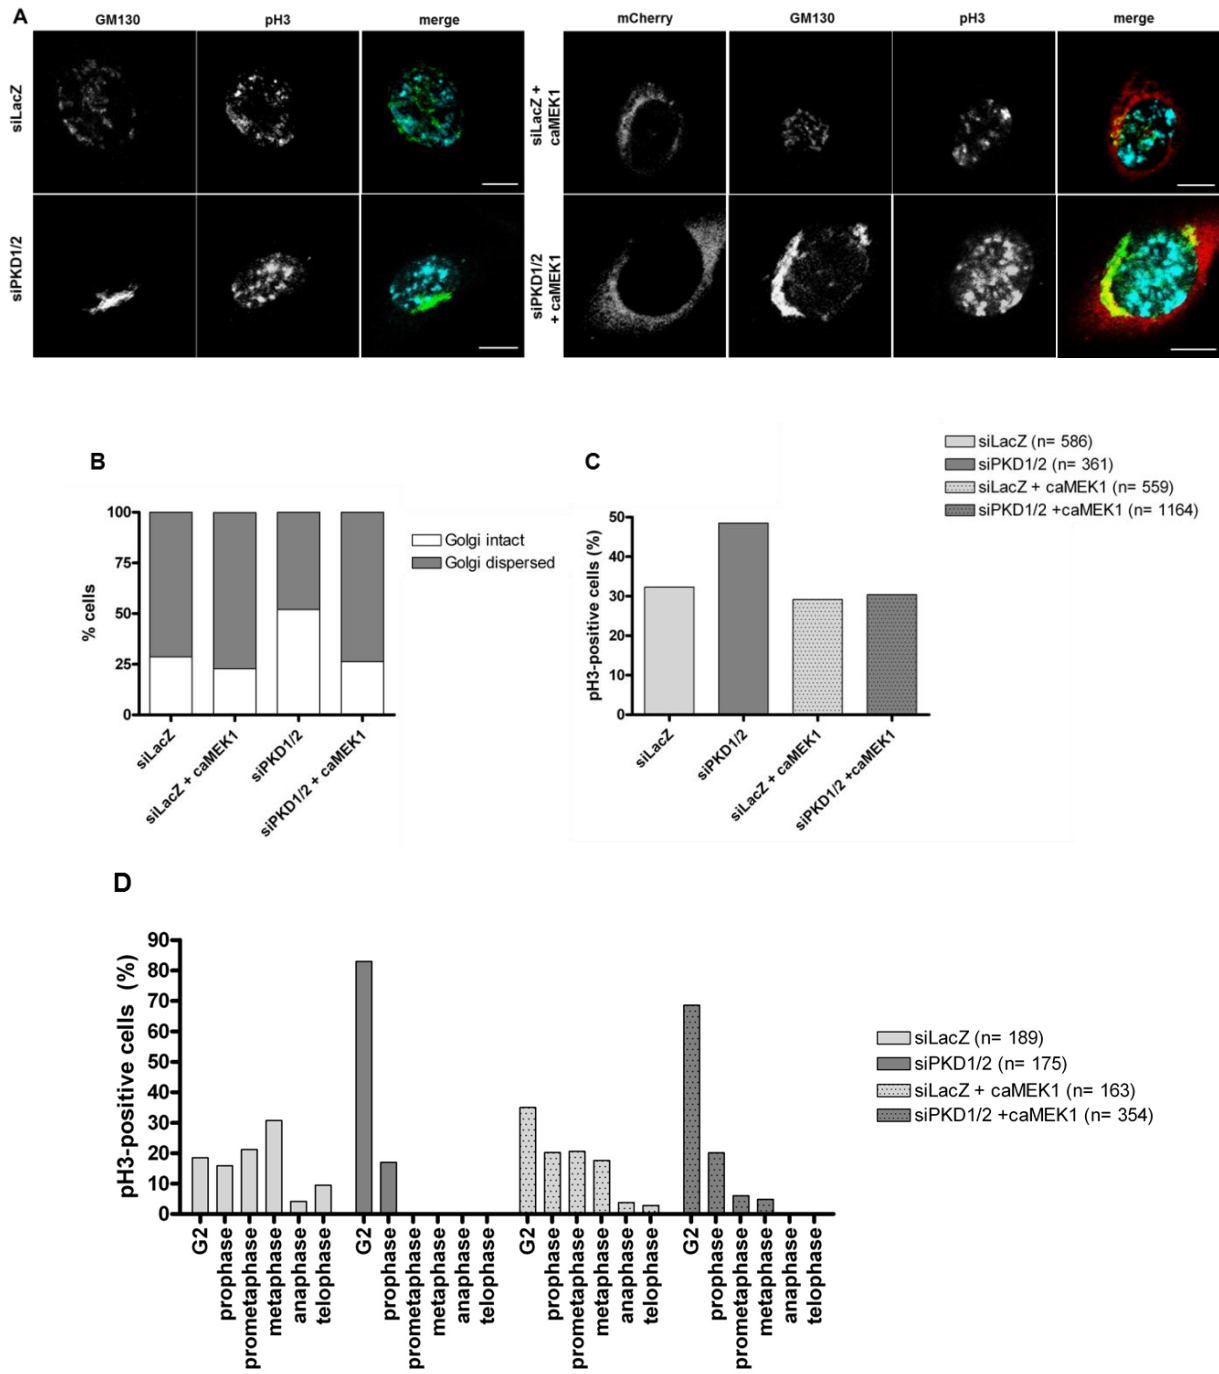 A
GM130 pH3 merge
mCherry GM130 pH3 merge
siLacZ
siLacZ +
caMEK1
siPKD1/2
siPKD1/2
+ caMEK1
B
100
75
50
25
0
% cells
siLacZ
siLacZ + caMEK1
siPKD1/2
siPKD1/2 + caMEK1
Golgi intact
Golgi dispersed
C
siLacZ (n= 586)
siPKD1/2 (n= 361)
siLacZ + caMEK1 (n= 559)
siPKD1/2 +caMEK1 (n= 1164)
50
40
30
20
10
0
pH3-positive cells (%)
siLacZ
siPKD1/2
siLacZ + caMEK1
siPKD1/2 +caMEK1
D
90
80
70
60
50
40
30
20
10
0
pH3-positive cells (%)
G2
prophase
prometaphase
metaphase
anaphase
telophase
G2
prophase
prometaphase
metaphase
anaphase
telophase
G2
prophase
prometaphase
metaphase
anaphase
telophase
G2
prophase
prometaphase
metaphase
anaphase
telophase
siLacZ (n= 189)
siPKD1/2 (n= 175)
siLacZ + caMEK1 (n= 163)
siPKD1/2 +caMEK1 (n= 354)